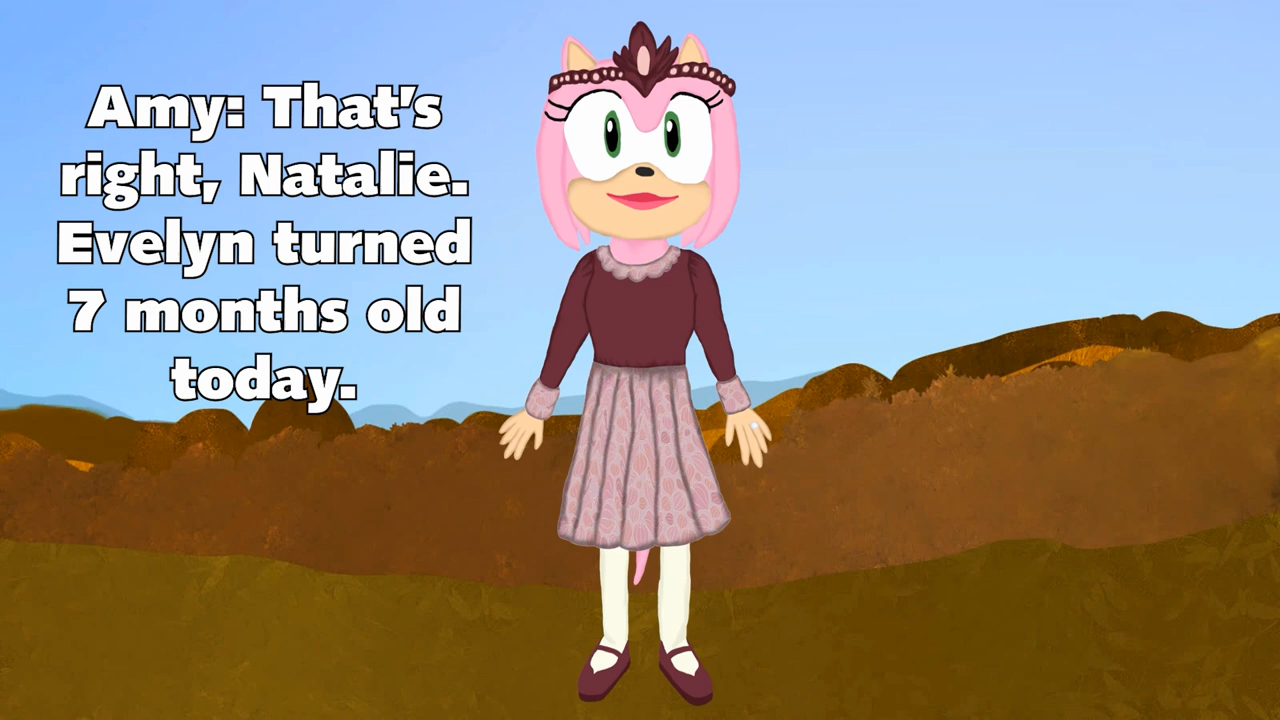 Amy: That's
right, Natalie.
Evelyn turned
7 months old
today.